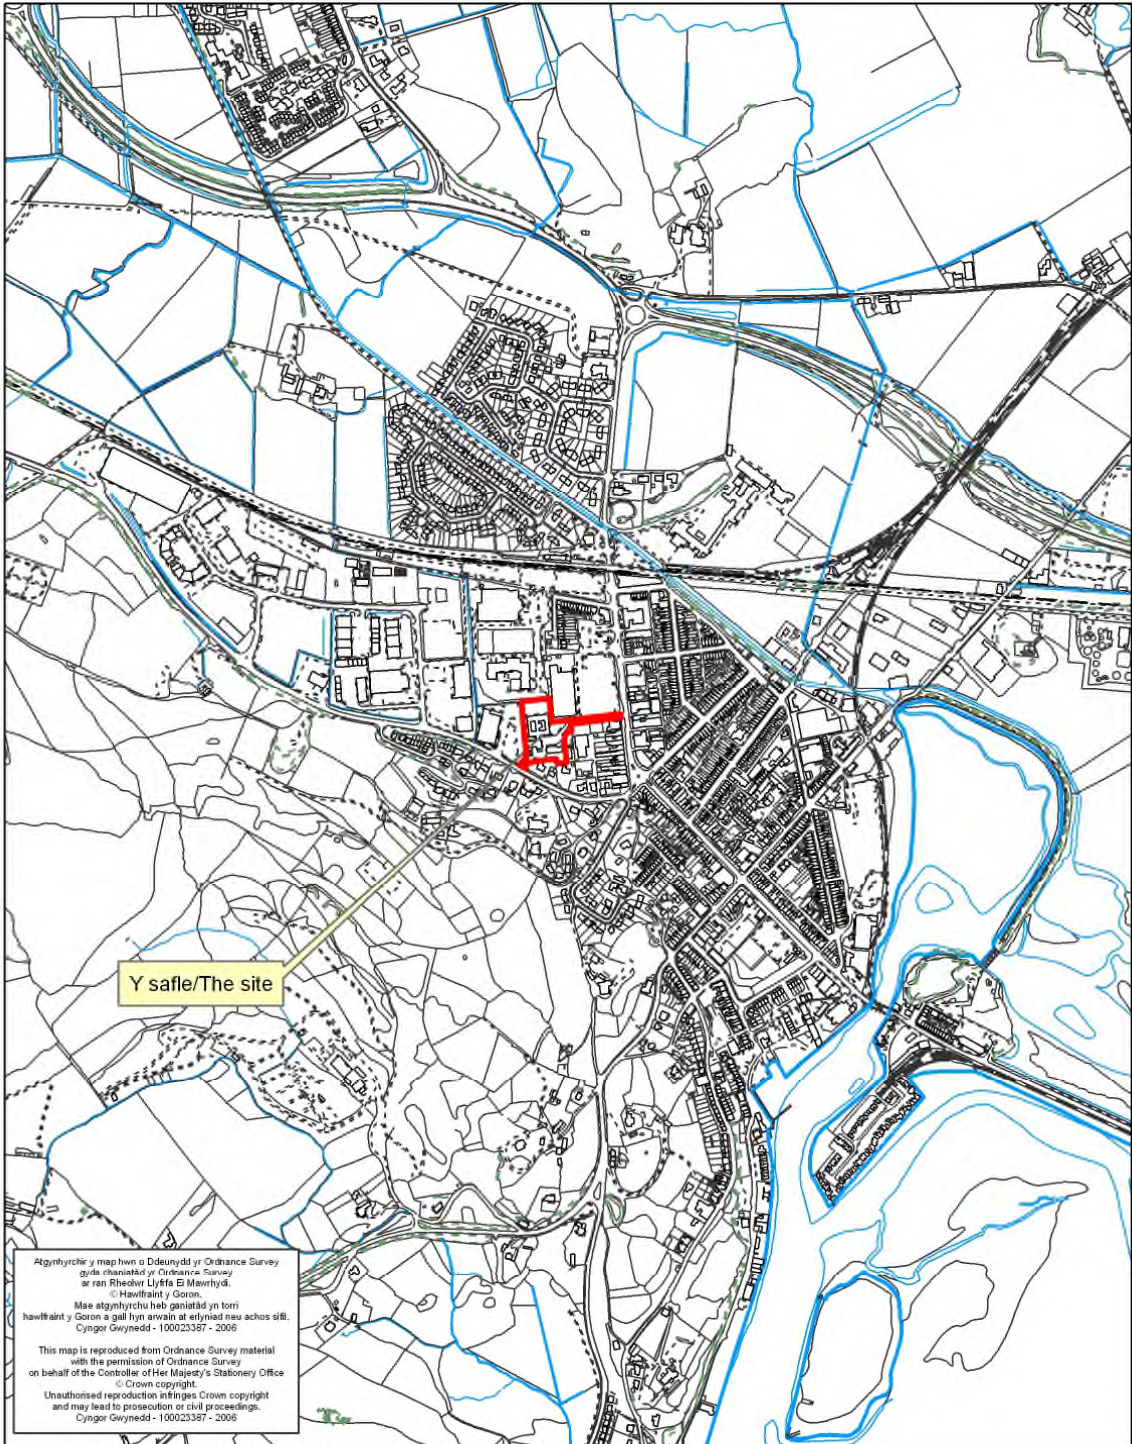 Y safle/The site
Atgynhyrchir y map hwn o Ddeunydd yr Ordnance Survey
gyda chaniatâd yr Ordnance Survey
ar ran Rheolwr Llyfrfa Ei Mawrhydi.
© Hawlfraint y Goron.
Mae atgynhyrchu heb ganiatâd yn torri
hawlfraint y Goron a gall hyn arwain at erlyniad neu achos sifil.
Cyngor Gwynedd - 100023387 - 2006
This map is reproduced from Ordnance Survey material
with the permission of Ordnance Survey
on behalf of the Controller of Her Majesty's Stationery Office
© Crown copyright.
Unauthorised reproduction infringes Crown copyright
and may lead to prosecution or civil proceedings.
Cyngor Gwynedd - 100023387 - 2006